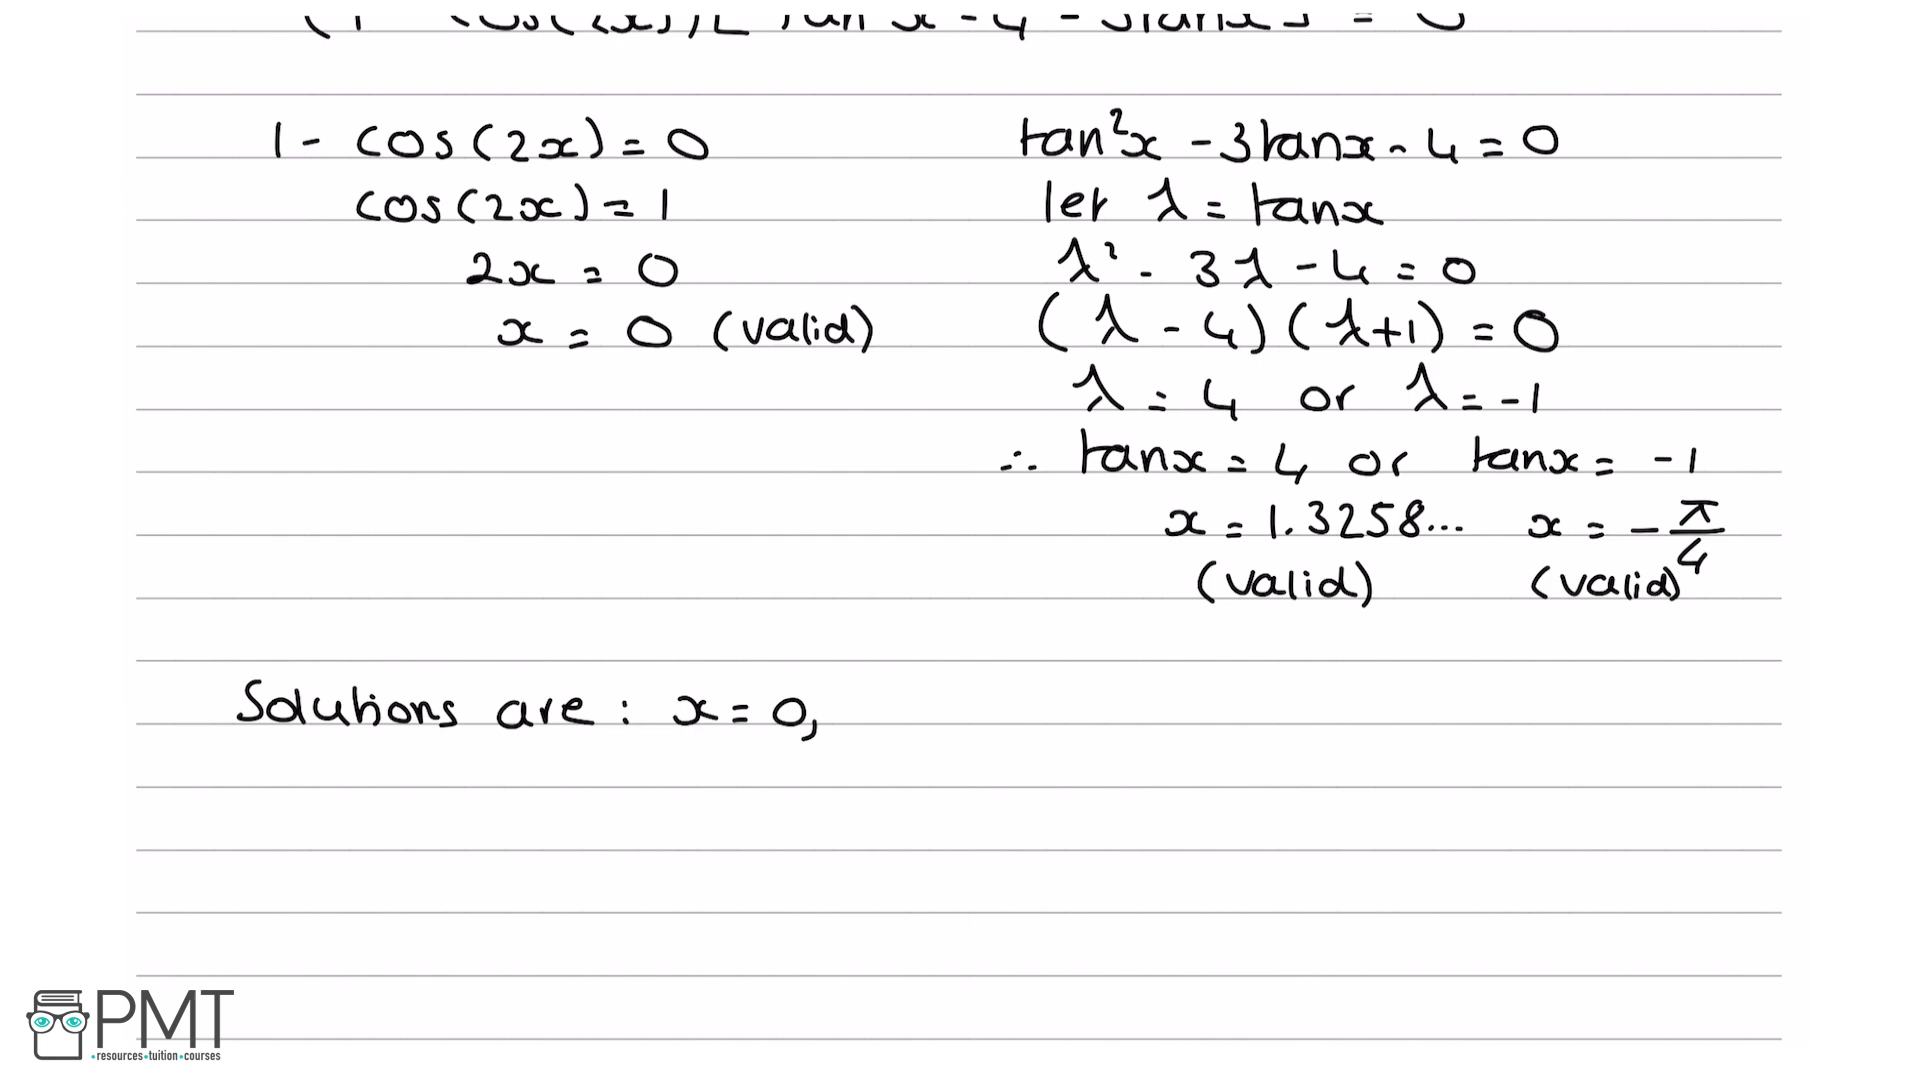 1 - cos(2x) = 0
cos(2x) = 1
2x = 0
x = 0 (valid)
tan²x - 3tanx - 4 = 0
let λ = tanx
λ² - 3λ - 4 = 0
(λ - 4)(λ+1) = 0
λ = 4 or λ = -1
∴ tanx = 4 or tanx = -1
x = 1.3258... x = -π/4
(valid) (valid)
Solutions are : x = 0,
PMT
•resources•tuition•courses